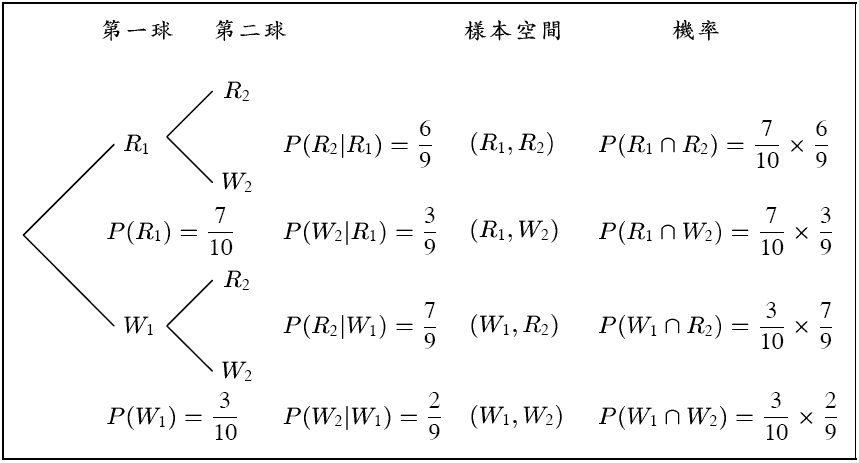 第一球 第二球 樣本空間 機率
R₂
R₁ P(R₂|R₁) = 6/9 (R₁, R₂) P(R₁ ∩ R₂) = 7/10 × 6/9
W₂
P(R₁) = 7/10 P(W₂|R₁) = 3/9 (R₁, W₂) P(R₁ ∩ W₂) = 7/10 × 3/9
R₂
W₁ P(R₂|W₁) = 7/9 (W₁, R₂) P(W₁ ∩ R₂) = 3/10 × 7/9
W₂
P(W₁) = 3/10 P(W₂|W₁) = 2/9 (W₁, W₂) P(W₁ ∩ W₂) = 3/10 × 2/9